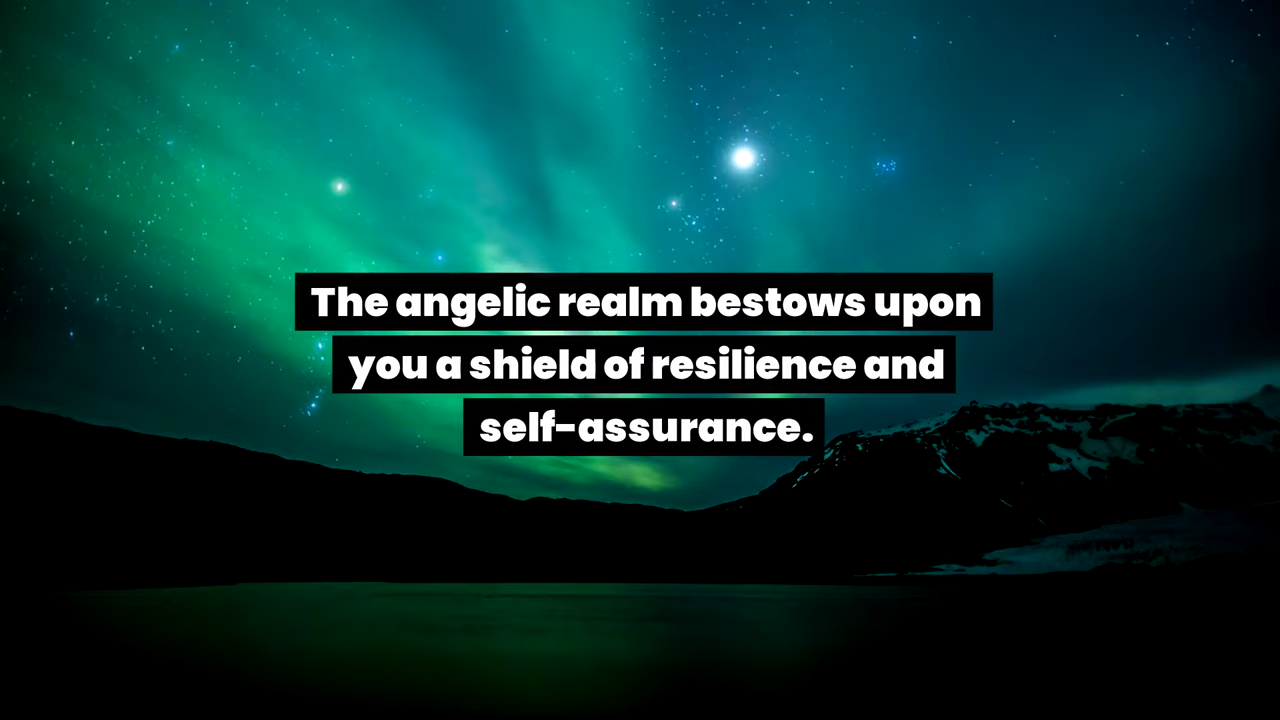 The angelic realm bestows upon
you a shield of resilience and
self-assurance.